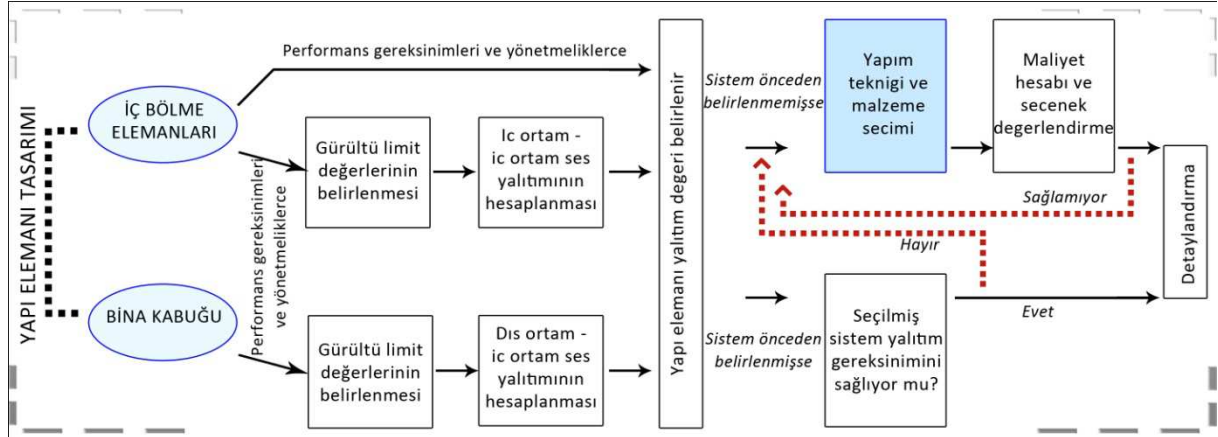 YAPI ELEMANI TASARIMI
İÇ BÖLME
ELEMANLARI
BİNA KABUĞU
Performans gereksinimleri ve yönetmeliklerce
Performans gereksinimleri
ve yönetmeliklerce
Gürültü limit
değerlerinin
belirlenmesi
Ic ortam -
ic ortam ses
yalıtımının
hesaplanması
Gürültü limit
değerlerinin
belirlenmesi
Dıs ortam -
ic ortam ses
yalıtımının
hesaplanması
Yapı elemanı yalıtım degeri belirlenir
Sistem önceden
belirlenmemişse
Yapım
teknigi ve
malzeme
secimi
Maliyet
hesabı ve
secenek
degerlendirme
Sağlamıyor
Hayır
Sistem önceden
belirlenmişse
Seçilmiş
sistem yalıtım
gereksinimini
sağlıyor mu?
Evet
Detaylandırma